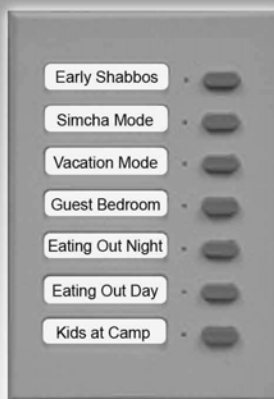 Early Shabbos
Simcha Mode
Vacation Mode
Guest Bedroom
Eating Out Night
Eating Out Day
Kids at Camp